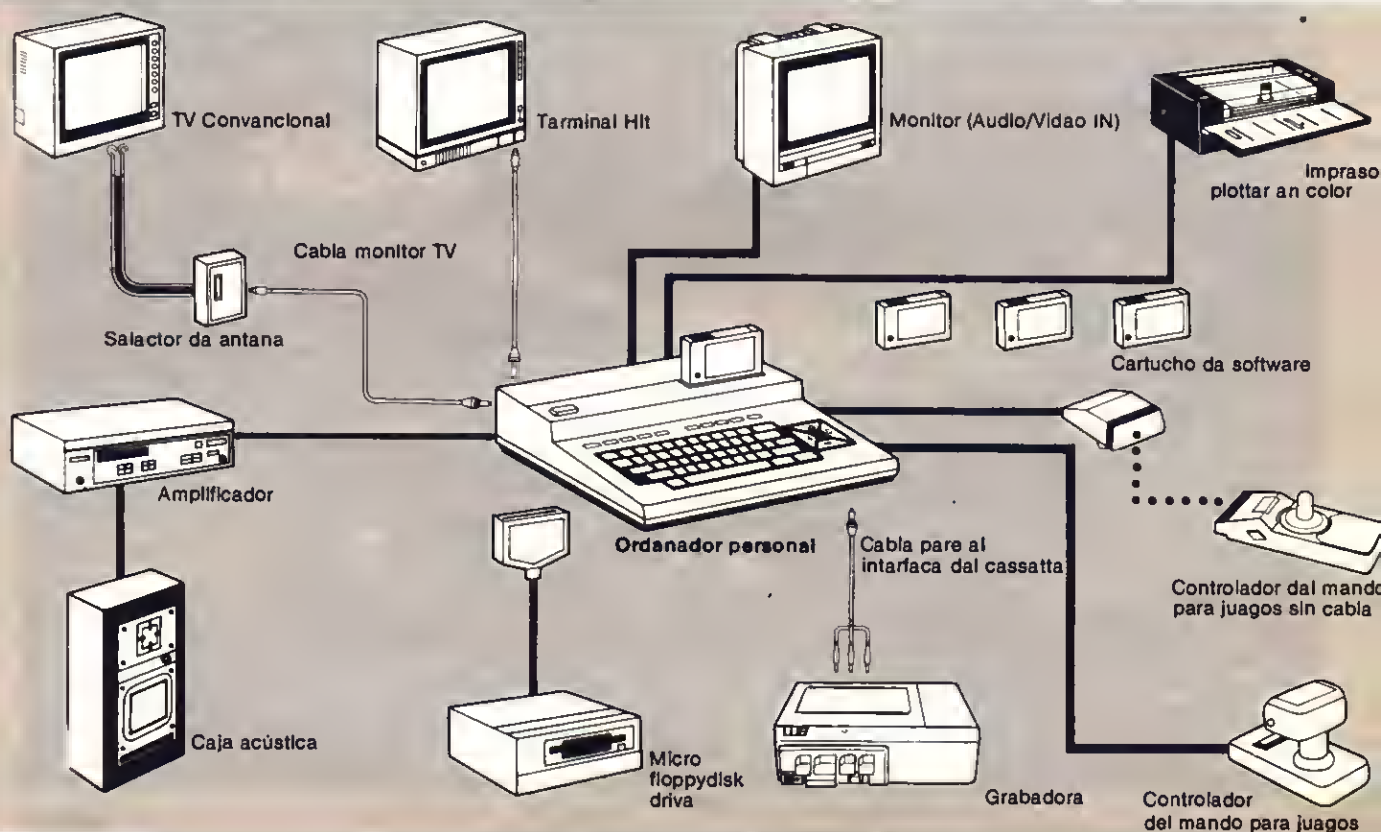 TV Convancional
Tarminal Hit
Monitor (Audio/Vidao IN)
Impraso
plottar an color
Cabla monitor TV
Salactor da antana
Cartucho da software
Amplificador
Ordanador personal
Cabla pare al
intarfaca dal cassatta
Controlador dal mando
para juagos sin cabla
Caja acústica
Micro
floppydisk
driva
Grabadora
Controlador
del mando para juagos